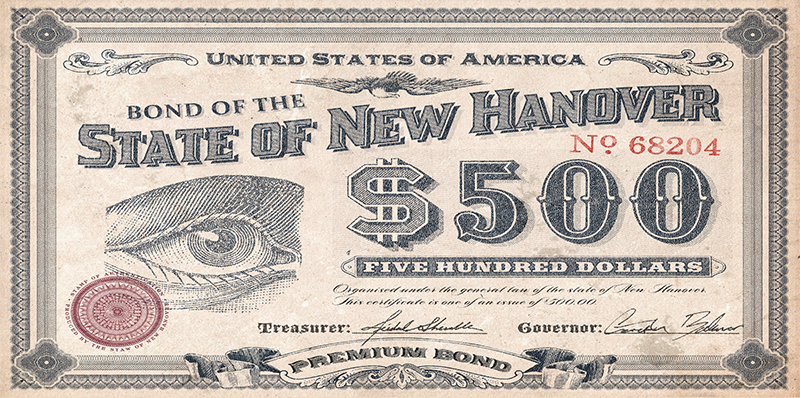 United States of America
BOND OF THE
STATE OF NEW HANOVER
Nº 68204
$500
FIVE HUNDRED DOLLARS
Organised under the general law of the state of New Hanover.
This certificate is one of an issue of $500.00.
Treasurer:
Governor:
PREMIUM BOND